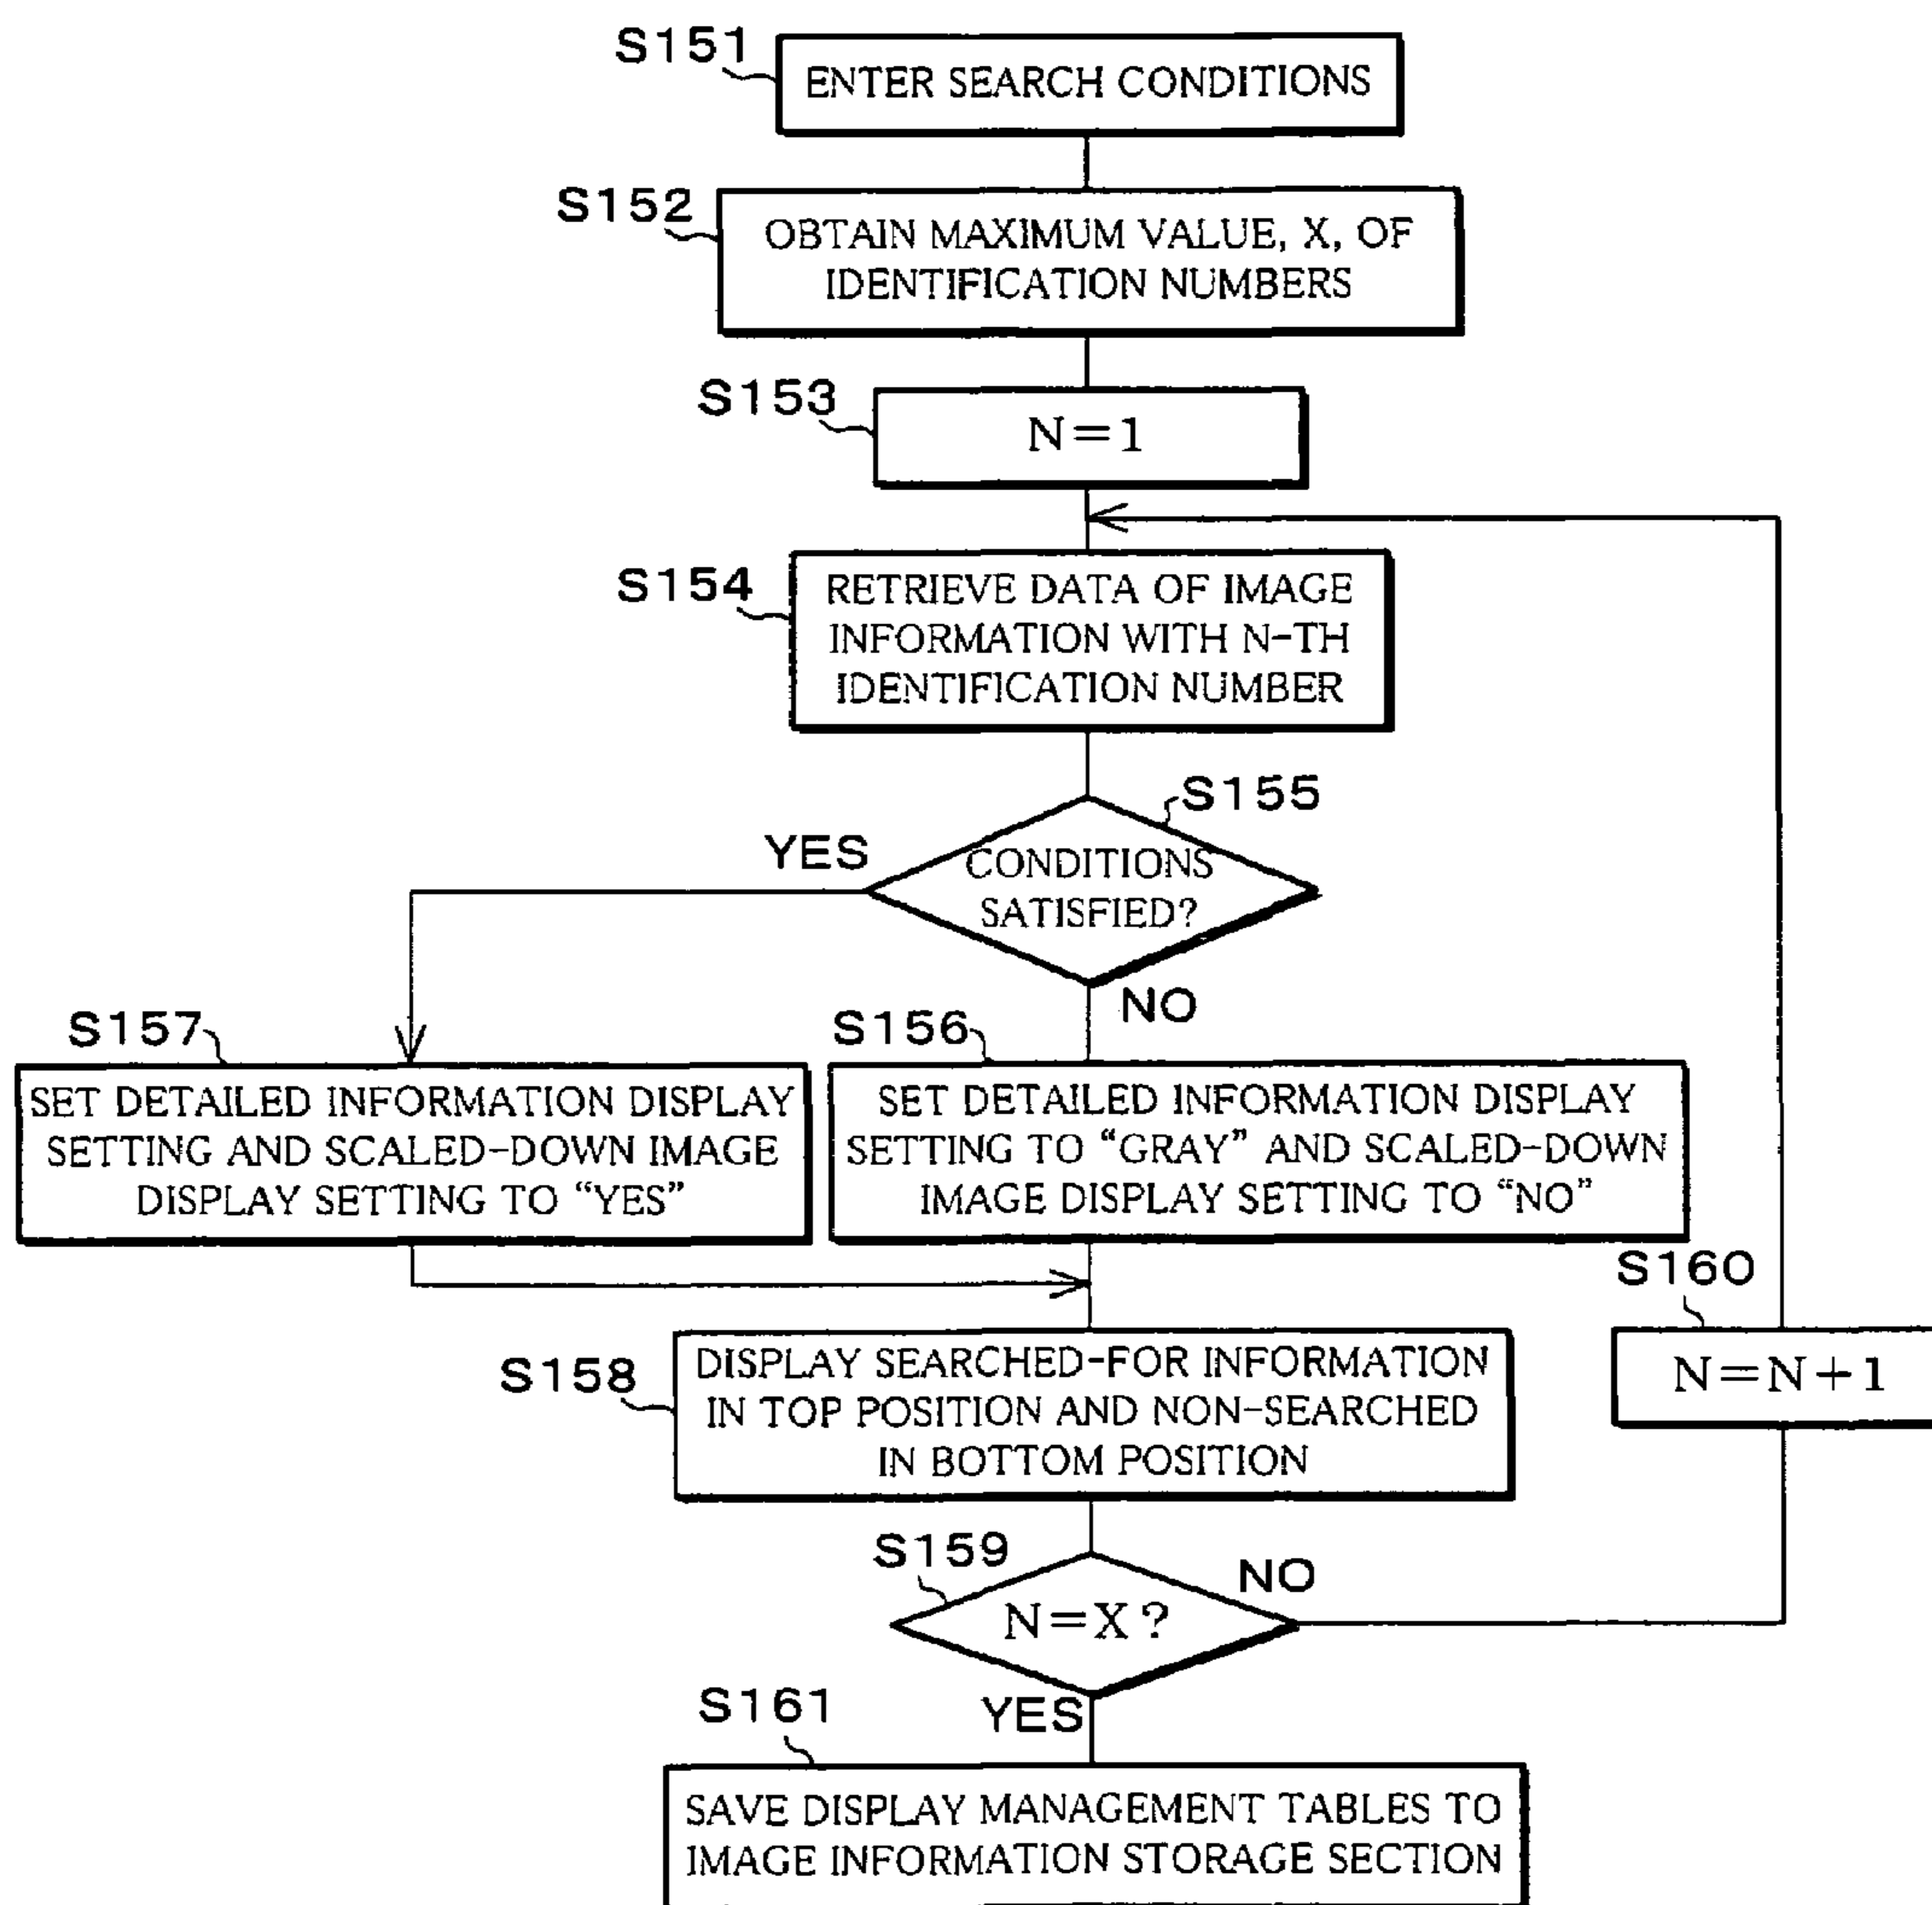 S151
ENTER SEARCH CONDITIONS
S152
OBTAIN MAXIMUM VALUE, X, OF
IDENTIFICATION NUMBERS
S153
N=1
S154
RETRIEVE DATA OF IMAGE
INFORMATION WITH N-TH
IDENTIFICATION NUMBER
S155
YES
CONDITIONS
SATISFIED?
NO
S157
SET DETAILED INFORMATION DISPLAY
SETTING AND SCALED-DOWN IMAGE
DISPLAY SETTING TO “YES”
S156
SET DETAILED INFORMATION DISPLAY
SETTING TO “GRAY” AND SCALED-DOWN
IMAGE DISPLAY SETTING TO “NO”
S160
N=N+1
S158
DISPLAY SEARCHED-FOR INFORMATION
IN TOP POSITION AND NON-SEARCHED
IN BOTTOM POSITION
S159
NO
N=X?
YES
S161
SAVE DISPLAY MANAGEMENT TABLES TO
IMAGE INFORMATION STORAGE SECTION